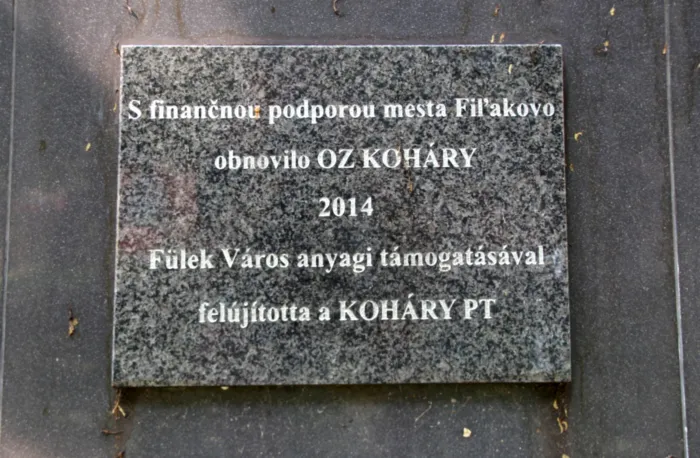 S finančnou podporou mesta Fiľakovo
obnovilo OZ KOHÁRY
2014
Fülek Város anyagi támogatásával
felújította a KOHÁRY PT